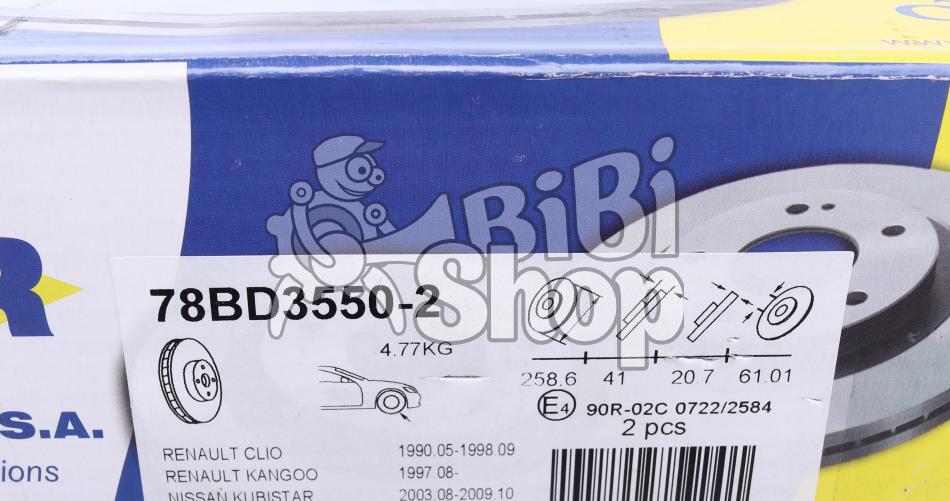 BiBi
Shop
R
S.A.
ions
78BD3550-2
4.77KG
258.6 41 20.7 61.01
E4 90R-02C 0722/2584
2 pcs
RENAULT CLIO 1990.05-1998.09
RENAULT KANGOO 1997.08-
NISSAN KUBISTAR 2003.08-2009.10